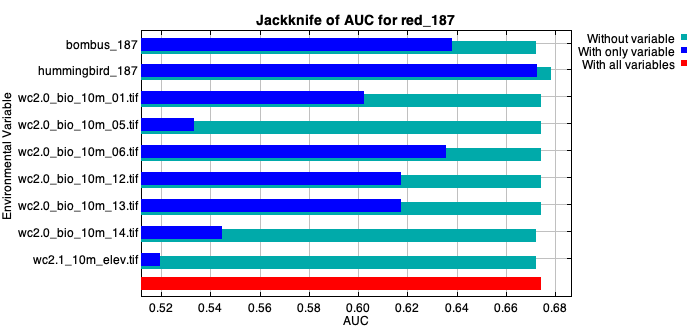 Jackknife of AUC for red_187
Without variable
With only variable
With all variables
Environmental Variable
bombus_187
hummingbird_187
wc2.0_bio_10m_01.tif
wc2.0_bio_10m_05.tif
wc2.0_bio_10m_06.tif
wc2.0_bio_10m_12.tif
wc2.0_bio_10m_13.tif
wc2.0_bio_10m_14.tif
wc2.1_10m_elev.tif
0.52 0.54 0.56 0.58 0.60 0.62 0.64 0.66 0.68
AUC